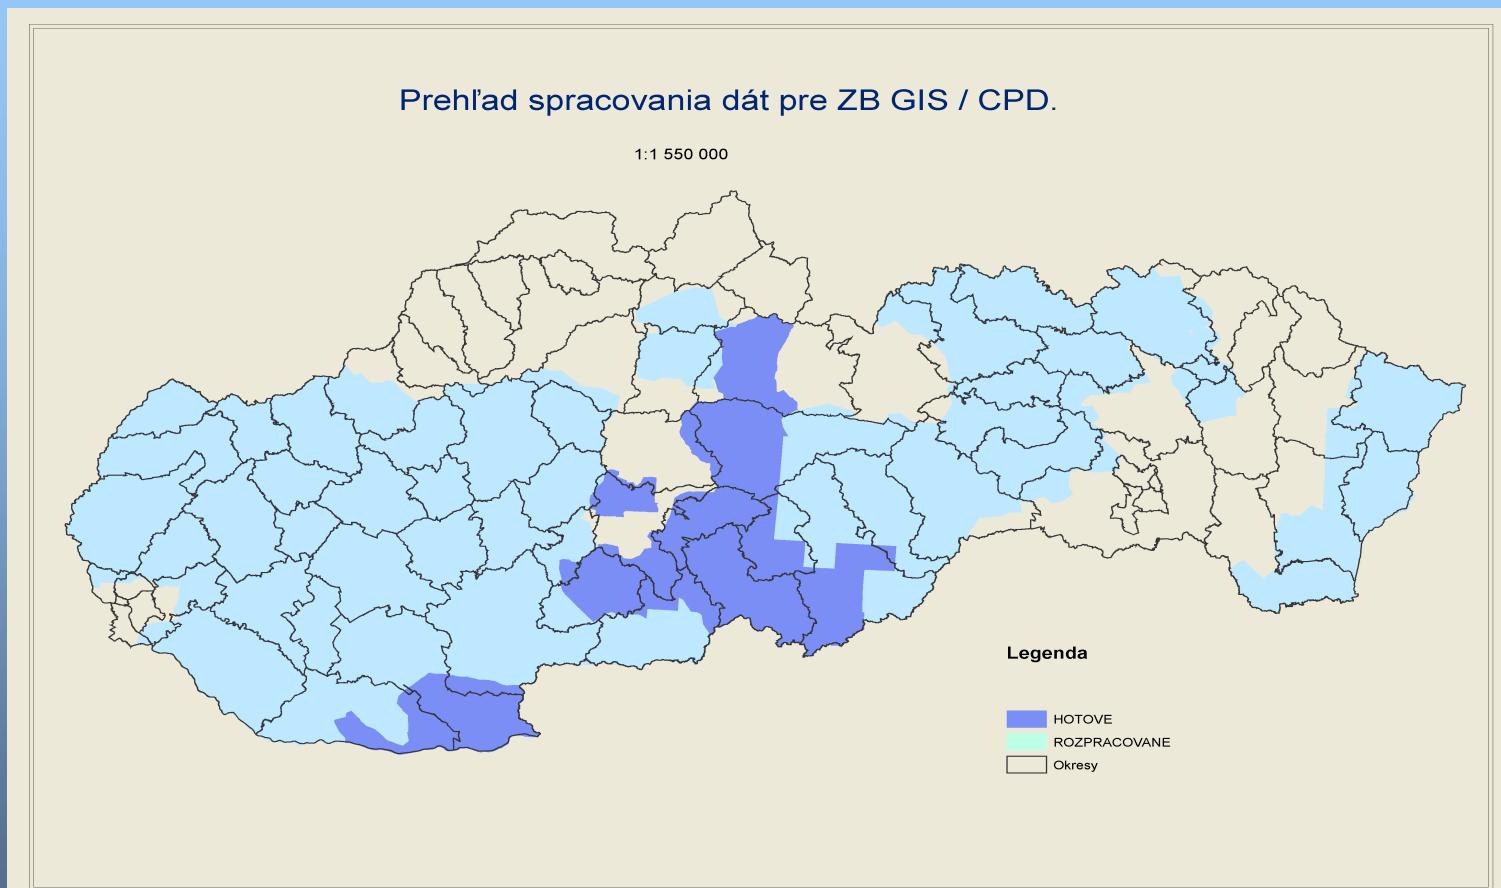 Prehľad spracovania dát pre ZB GIS / CPD.
1:1 550 000
Legenda
HOTOVE
ROZPRACOVANE
Okresy